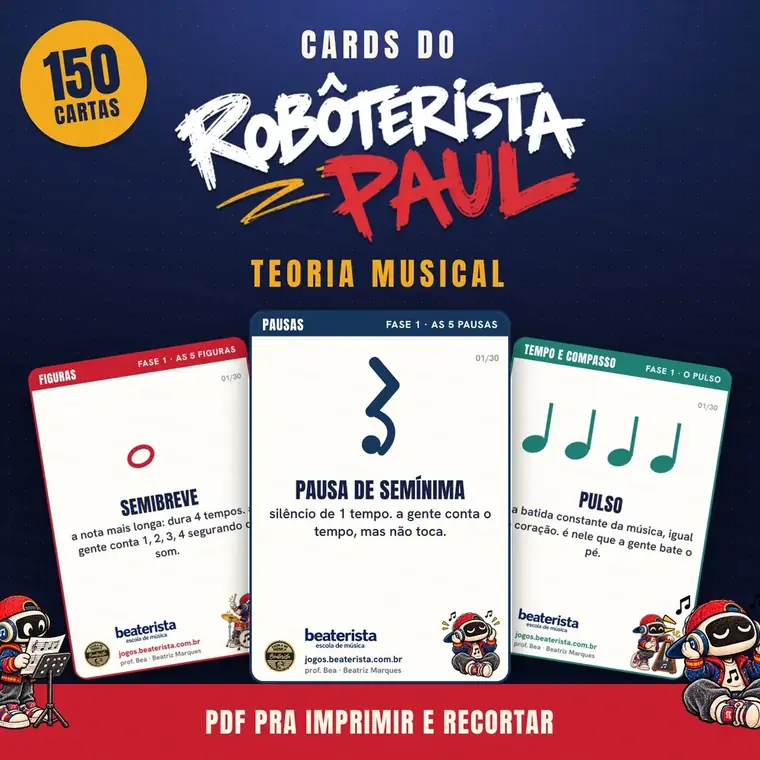 150
CARTAS
CARDS DO
ROBÔTERISTA
PAUL
TEORIA MUSICAL
FIGURAS
FASE 1 · AS 5 FIGURAS
01/30
SEMIBREVE
a nota mais longa: dura 4 tempos. a
gente conta 1, 2, 3, 4 segurando o
som.
beaterista
escola de música
jogos.beaterista.com.br
prof. Bea · Beatriz Marques
PAUSAS
FASE 1 · AS 5 PAUSAS
01/30
PAUSA DE SEMÍNIMA
silêncio de 1 tempo. a gente conta o
tempo, mas não toca.
beaterista
escola de música
jogos.beaterista.com.br
prof. Bea · Beatriz Marques
TEMPO E COMPASSO
FASE 1 · O PULSO
01/30
PULSO
a batida constante da música, igual
coração. é nele que a gente bate o
pé.
beaterista
escola de música
jogos.beaterista.com.br
prof. Bea · Beatriz Marques
PDF PRA IMPRIMIR E RECORTAR